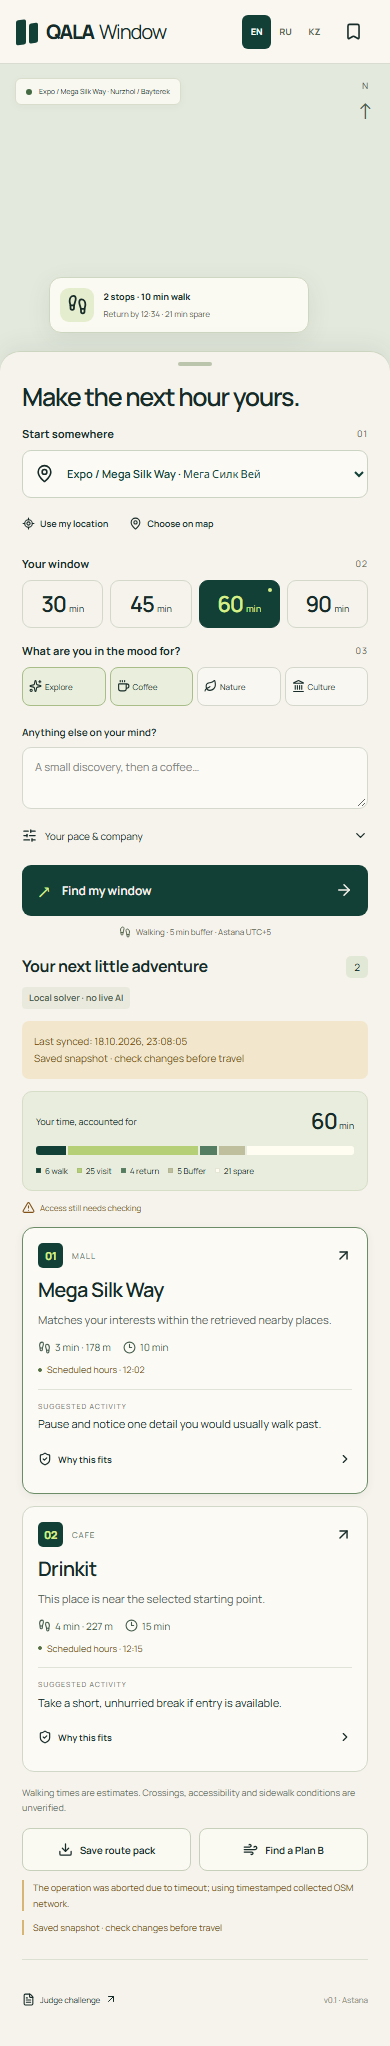 QALA Window
EN RU KZ
Expo / Mega Silk Way · Nurzhol / Bayterek
N
2 stops · 10 min walk
Return by 12:34 · 21 min spare
Make the next hour yours.
Start somewhere 01
Expo / Mega Silk Way · Мега Силк Вей
Use my location Choose on map
Your window 02
30 min 45 min 60 min 90 min
What are you in the mood for? 03
Explore Coffee Nature Culture
Anything else on your mind?
A small discovery, then a coffee…
Your pace & company
Find my window
Walking · 5 min buffer · Astana UTC+5
Your next little adventure 2
Local solver · no live AI
Last synced: 18.10.2026, 23:08:05
Saved snapshot · check changes before travel
Your time, accounted for 60 min
6 walk 25 visit 4 return 5 Buffer 21 spare
Access still needs checking
01 MALL
Mega Silk Way
Matches your interests within the retrieved nearby places.
3 min · 178 m 10 min
Scheduled hours · 12:02
SUGGESTED ACTIVITY
Pause and notice one detail you would usually walk past.
Why this fits
02 CAFE
Drinkit
This place is near the selected starting point.
4 min · 227 m 15 min
Scheduled hours · 12:15
SUGGESTED ACTIVITY
Take a short, unhurried break if entry is available.
Why this fits
Walking times are estimates. Crossings, accessibility and sidewalk conditions are
unverified.
Save route pack Find a Plan B
The operation was aborted due to timeout; using timestamped collected OSM
network.
Saved snapshot · check changes before travel
Judge challenge v0.1 · Astana